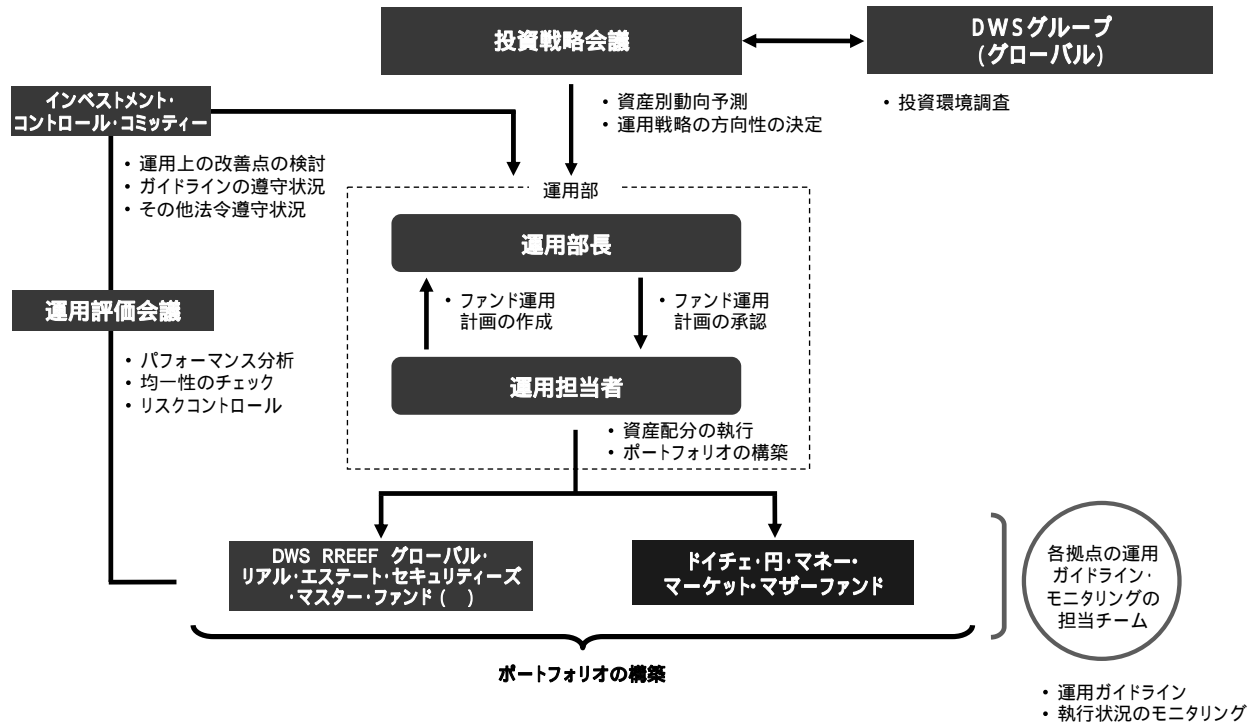 投資戦略会議
DWSグループ
(グローバル)
インベストメント・
コントロール・コミッティー
• 資産別動向予測
• 運用戦略の方向性の決定
• 投資環境調査
• 運用上の改善点の検討
• ガイドラインの遵守状況
• その他法令遵守状況
運用部
運用部長
• ファンド運用
計画の作成
• ファンド運用
計画の承認
運用評価会議
• パフォーマンス分析
• 均一性のチェック
• リスクコントロール
運用担当者
• 資産配分の執行
• ポートフォリオの構築
DWS RREEF グローバル・
リアル・エステート・セキュリティーズ
・マスター・ファンド( )
ドイチェ・円・マネー・
マーケット・マザーファンド
各拠点の運用
ガイドライン・
モニタリングの
担当チーム
ポートフォリオの構築
• 運用ガイドライン
• 執行状況のモニタリング